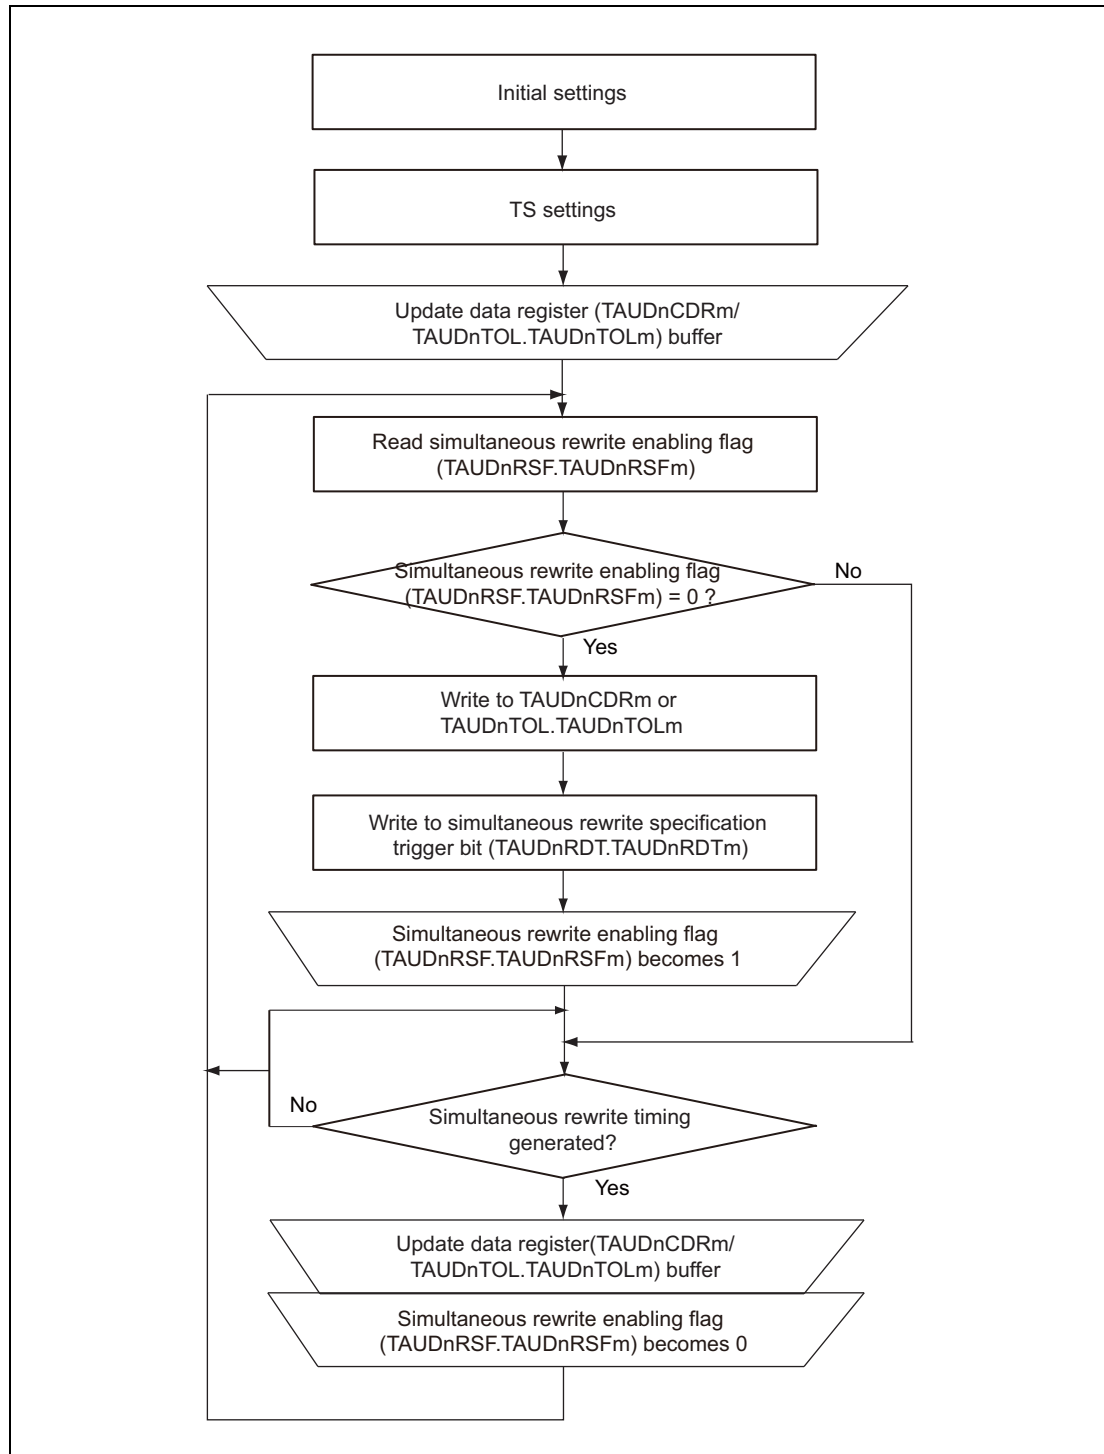 Initial settings
TS settings
Update data register (TAUDnCDRm/
TAUDnTOL.TAUDnTOLm) buffer
Read simultaneous rewrite enabling flag
(TAUDnRSF.TAUDnRSFm)
Simultaneous rewrite enabling flag
(TAUDnRSF.TAUDnRSFm) = 0 ?
No
Yes
Write to TAUDnCDRm or
TAUDnTOL.TAUDnTOLm
Write to simultaneous rewrite specification
trigger bit (TAUDnRDT.TAUDnRDTm)
Simultaneous rewrite enabling flag
(TAUDnRSF.TAUDnRSFm) becomes 1
No
Simultaneous rewrite timing
generated?
Yes
Update data register(TAUDnCDRm/
TAUDnTOL.TAUDnTOLm) buffer
Simultaneous rewrite enabling flag
(TAUDnRSF.TAUDnRSFm) becomes 0